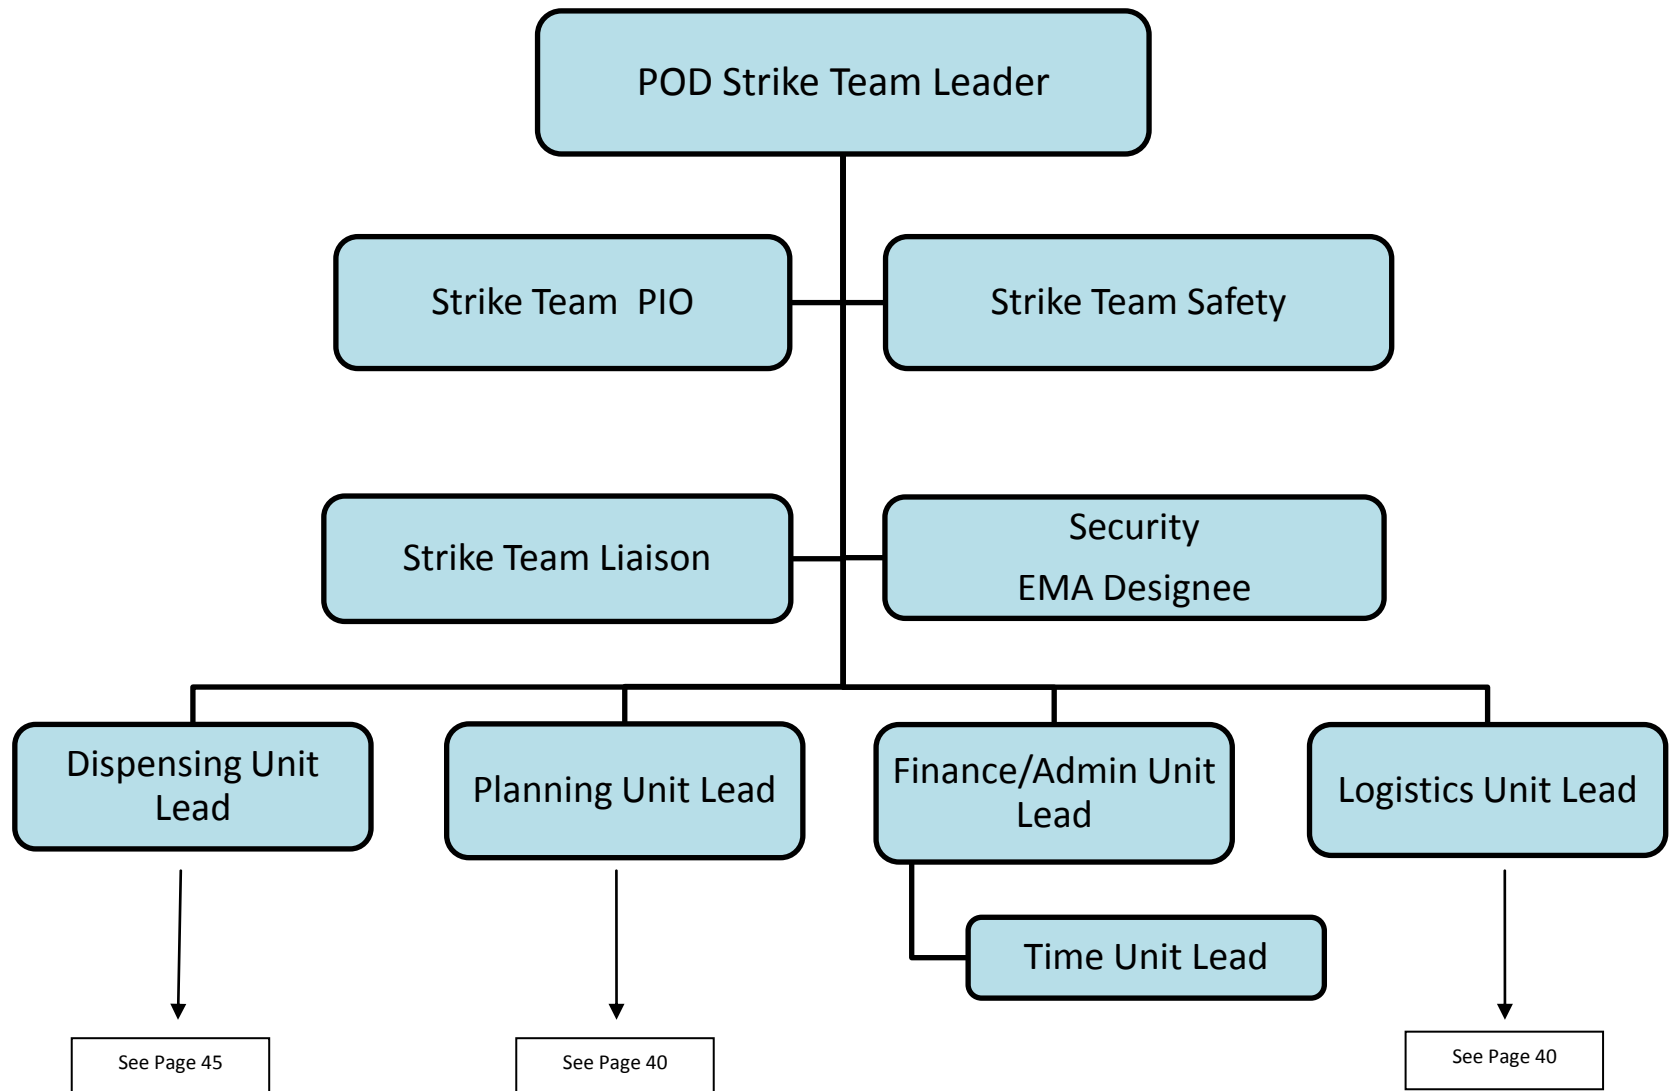 POD Strike Team Leader
Strike Team  PIO
Strike Team Safety
Strike Team Liaison
Security
EMA Designee
Dispensing Unit
Lead
Planning Unit Lead
Finance/Admin Unit
Lead
Logistics Unit Lead
Time Unit Lead
See Page 45
See Page 40
See Page 40